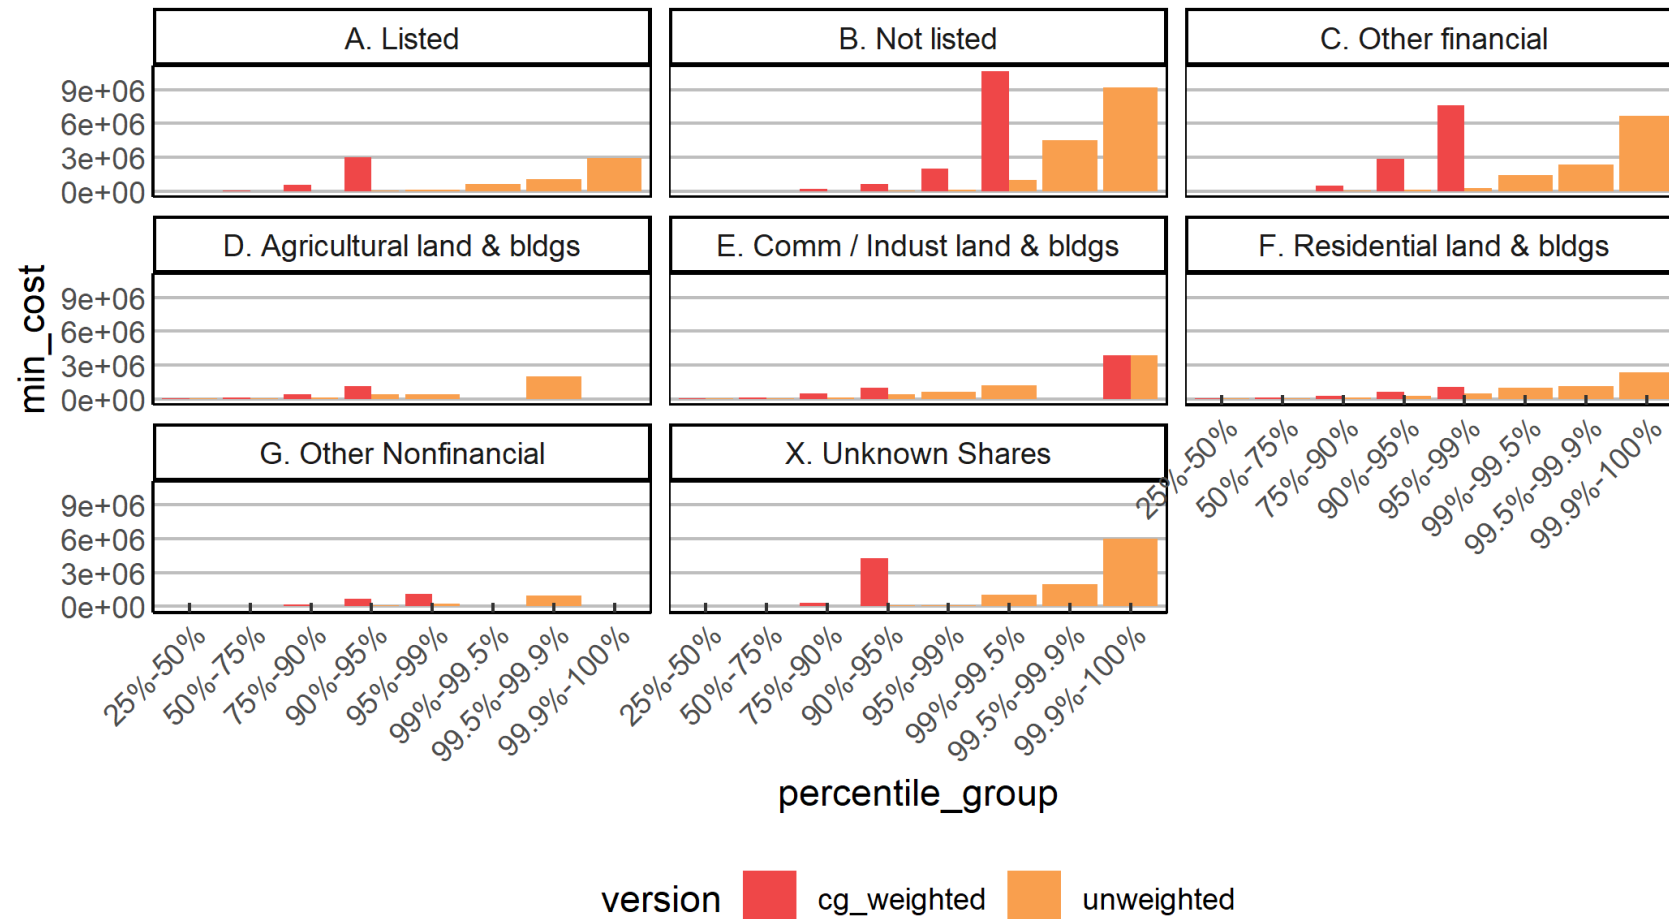 A. Listed
B. Not listed
C. Other financial
9e+06
6e+06
3e+06
0e+00
D. Agricultural land & bldgs
E. Comm / Indust land & bldgs
F. Residential land & bldgs
min_cost
9e+06
6e+06
3e+06
0e+00
25%-50%
50%-75%
75%-90%
90%-95%
95%-99%
99%-99.5%
99.5%-99.9%
99.9%-100%
G. Other Nonfinancial
X. Unknown Shares
9e+06
6e+06
3e+06
0e+00
25%-50%
50%-75%
75%-90%
90%-95%
95%-99%
99%-99.5%
99.5%-99.9%
99.9%-100%
25%-50%
50%-75%
75%-90%
90%-95%
95%-99%
99%-99.5%
99.5%-99.9%
99.9%-100%
percentile_group
version cg_weighted unweighted